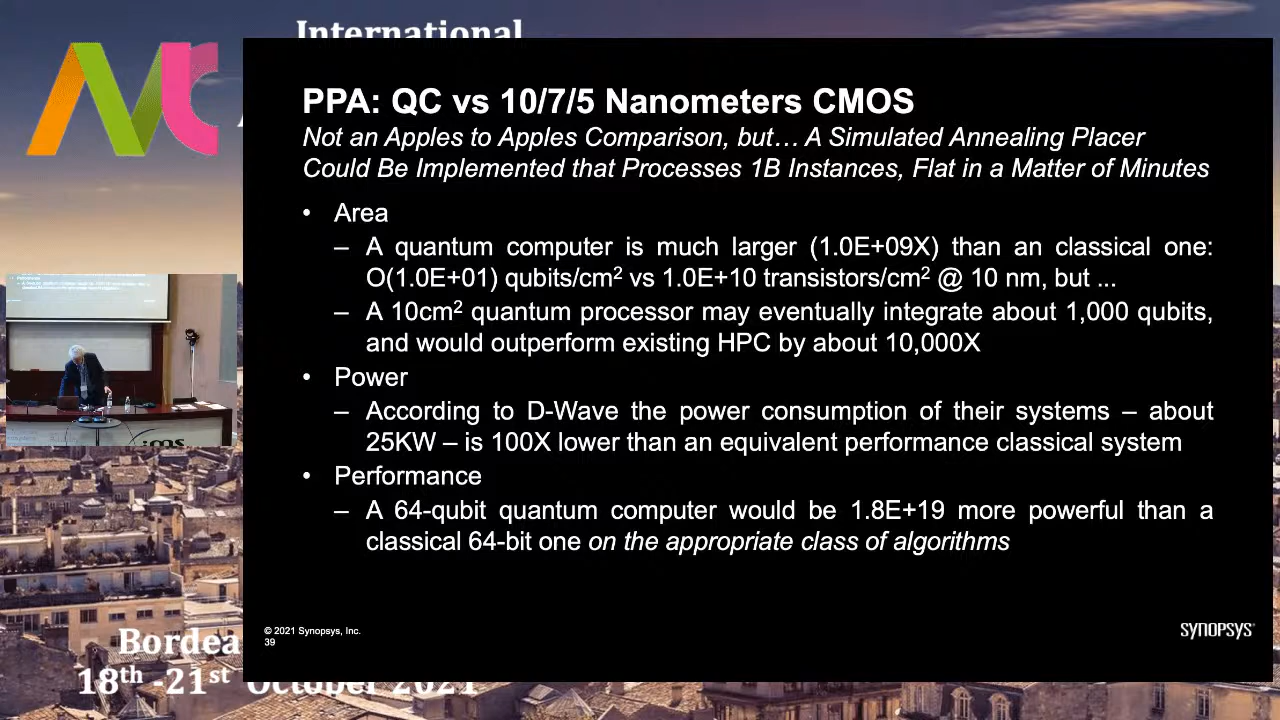 International
PPA: QC vs 10/7/5 Nanometers CMOS
Not an Apples to Apples Comparison, but… A Simulated Annealing Placer
Could Be Implemented that Processes 1B Instances, Flat in a Matter of Minutes
• Area
– A quantum computer is much larger (1.0E+09X) than an classical one:
O(1.0E+01) qubits/cm² vs 1.0E+10 transistors/cm² @ 10 nm, but ...
– A 10cm² quantum processor may eventually integrate about 1,000 qubits,
and would outperform existing HPC by about 10,000X
• Power
– According to D-Wave the power consumption of their systems – about
25KW – is 100X lower than an equivalent performance classical system
• Performance
– A 64-qubit quantum computer would be 1.8E+19 more powerful than a
classical 64-bit one on the appropriate class of algorithms
© 2021 Synopsys, Inc.
39
SYNOPSYS®
ims
Bordea
18th -21st October 2021